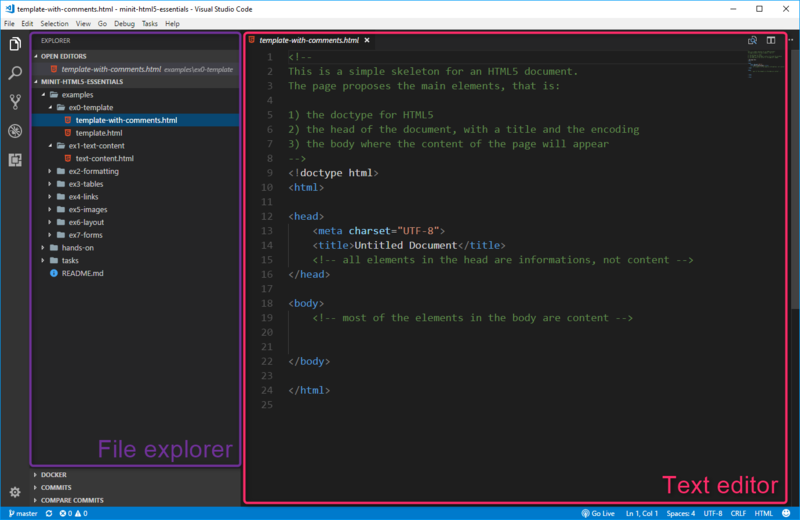 template-with-comments.html - minit-html5-essentials - Visual Studio Code
File Edit Selection View Go Debug Tasks Help
EXPLORER
OPEN EDITORS
template-with-comments.html examples\ex0-template
MINIT-HTML5-ESSENTIALS
examples
ex0-template
template-with-comments.html
template.html
ex1-text-content
text-content.html
ex2-formatting
ex3-tables
ex4-links
ex5-images
ex6-layout
ex7-forms
hands-on
tasks
README.md
File explorer
DOCKER
COMMITS
COMPARE COMMITS
template-with-comments.html
1 <!--
2 This is a simple skeleton for an HTML5 document.
3 The page proposes the main elements, that is:
4
5 1) the doctype for HTML5
6 2) the head of the document, with a title and the encoding
7 3) the body where the content of the page will appear
8 -->
9 <!doctype html>
10 <html>
11
12 <head>
13 <meta charset="UTF-8">
14 <title>Untitled Document</title>
15 <!-- all elements in the head are informations, not content -->
16 </head>
17
18 <body>
19 <!-- most of the elements in the body are content -->
20
21
22 </body>
23
24 </html>
25
Text editor
master 0 0 Go Live Ln 1, Col 1 Spaces: 4 UTF-8 CRLF HTML